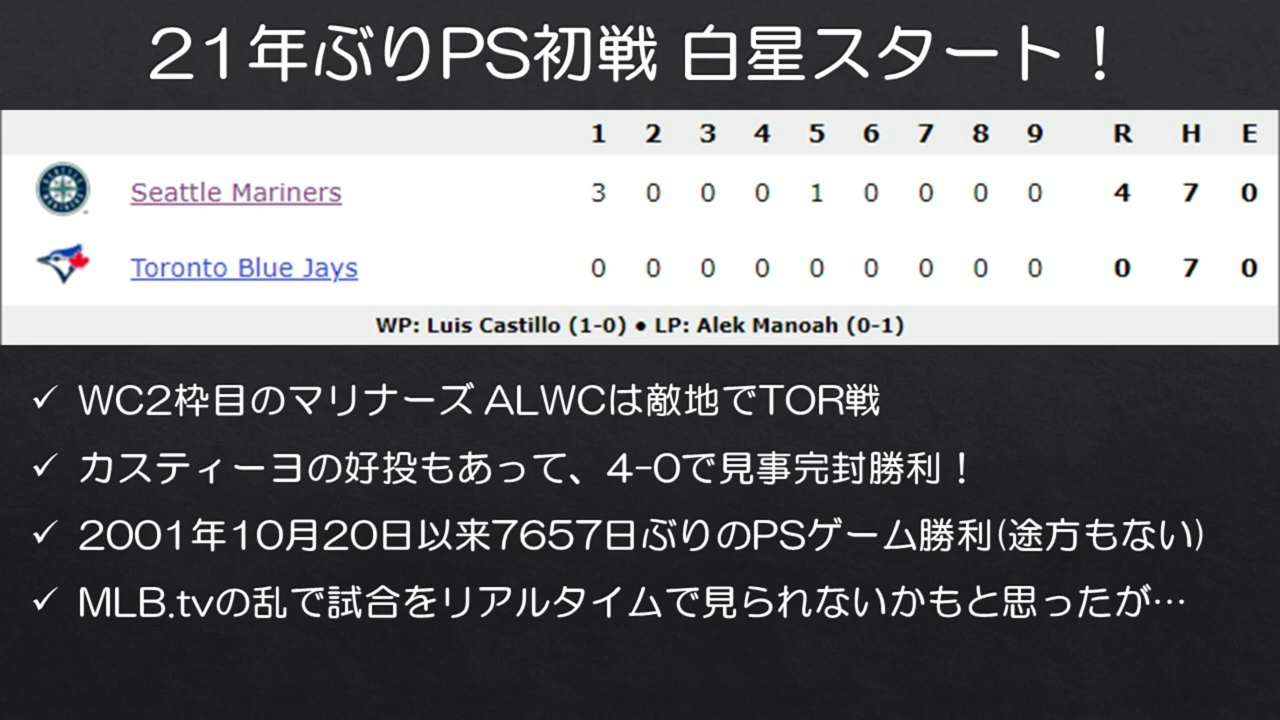 21年ぶりPS初戦 白星スタート！
1 2 3 4 5 6 7 8 9 R H E
Seattle Mariners 3 0 0 0 1 0 0 0 0 4 7 0
Toronto Blue Jays 0 0 0 0 0 0 0 0 0 0 7 0
WP: Luis Castillo (1-0) • LP: Alek Manoah (0-1)
✓ WC2枠目のマリナーズ ALWCは敵地でTOR戦
✓ カスティーヨの好投もあって、4-0で見事完封勝利！
✓ 2001年10月20日以来7657日ぶりのPSゲーム勝利(途方もない)
✓ MLB.tvの乱で試合をリアルタイムで見られないかもと思ったが…